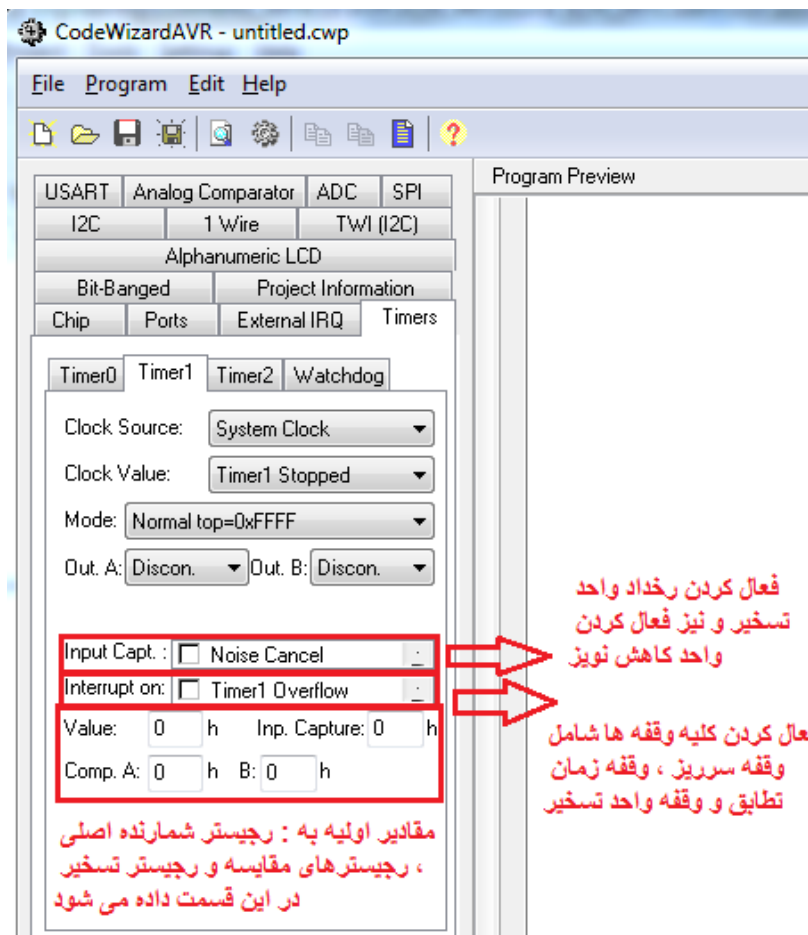 CodeWizardAVR - untitled.cwp
File Program Edit Help
Program Preview
USART Analog Comparator ADC SPI
I2C 1 Wire TWI (I2C)
Alphanumeric LCD
Bit-Banged Project Information
Chip Ports External IRQ Timers
Timer0 Timer1 Timer2 Watchdog
Clock Source: System Clock
Clock Value: Timer1 Stopped
Mode: Normal top=0xFFFF
Out. A: Discon. Out. B: Discon.
Input Capt. : Noise Cancel
Interrupt on: Timer1 Overflow
Value: 0 h Inp. Capture: 0 h
Comp. A: 0 h B: 0 h
فعال کردن رخداد واحد
تسخیر و نیز فعال کردن
واحد کاهش نویز
عال کردن کلیه وقفه ها شامل
وقفه سرریز ، وقفه زمان
تطابق و وقفه واحد تسخیر
مقادیر اولیه به : رجیستر شمارنده اصلی
، رجیسترهای مقایسه و رجیستر تسخیر
در این قسمت داده می شود